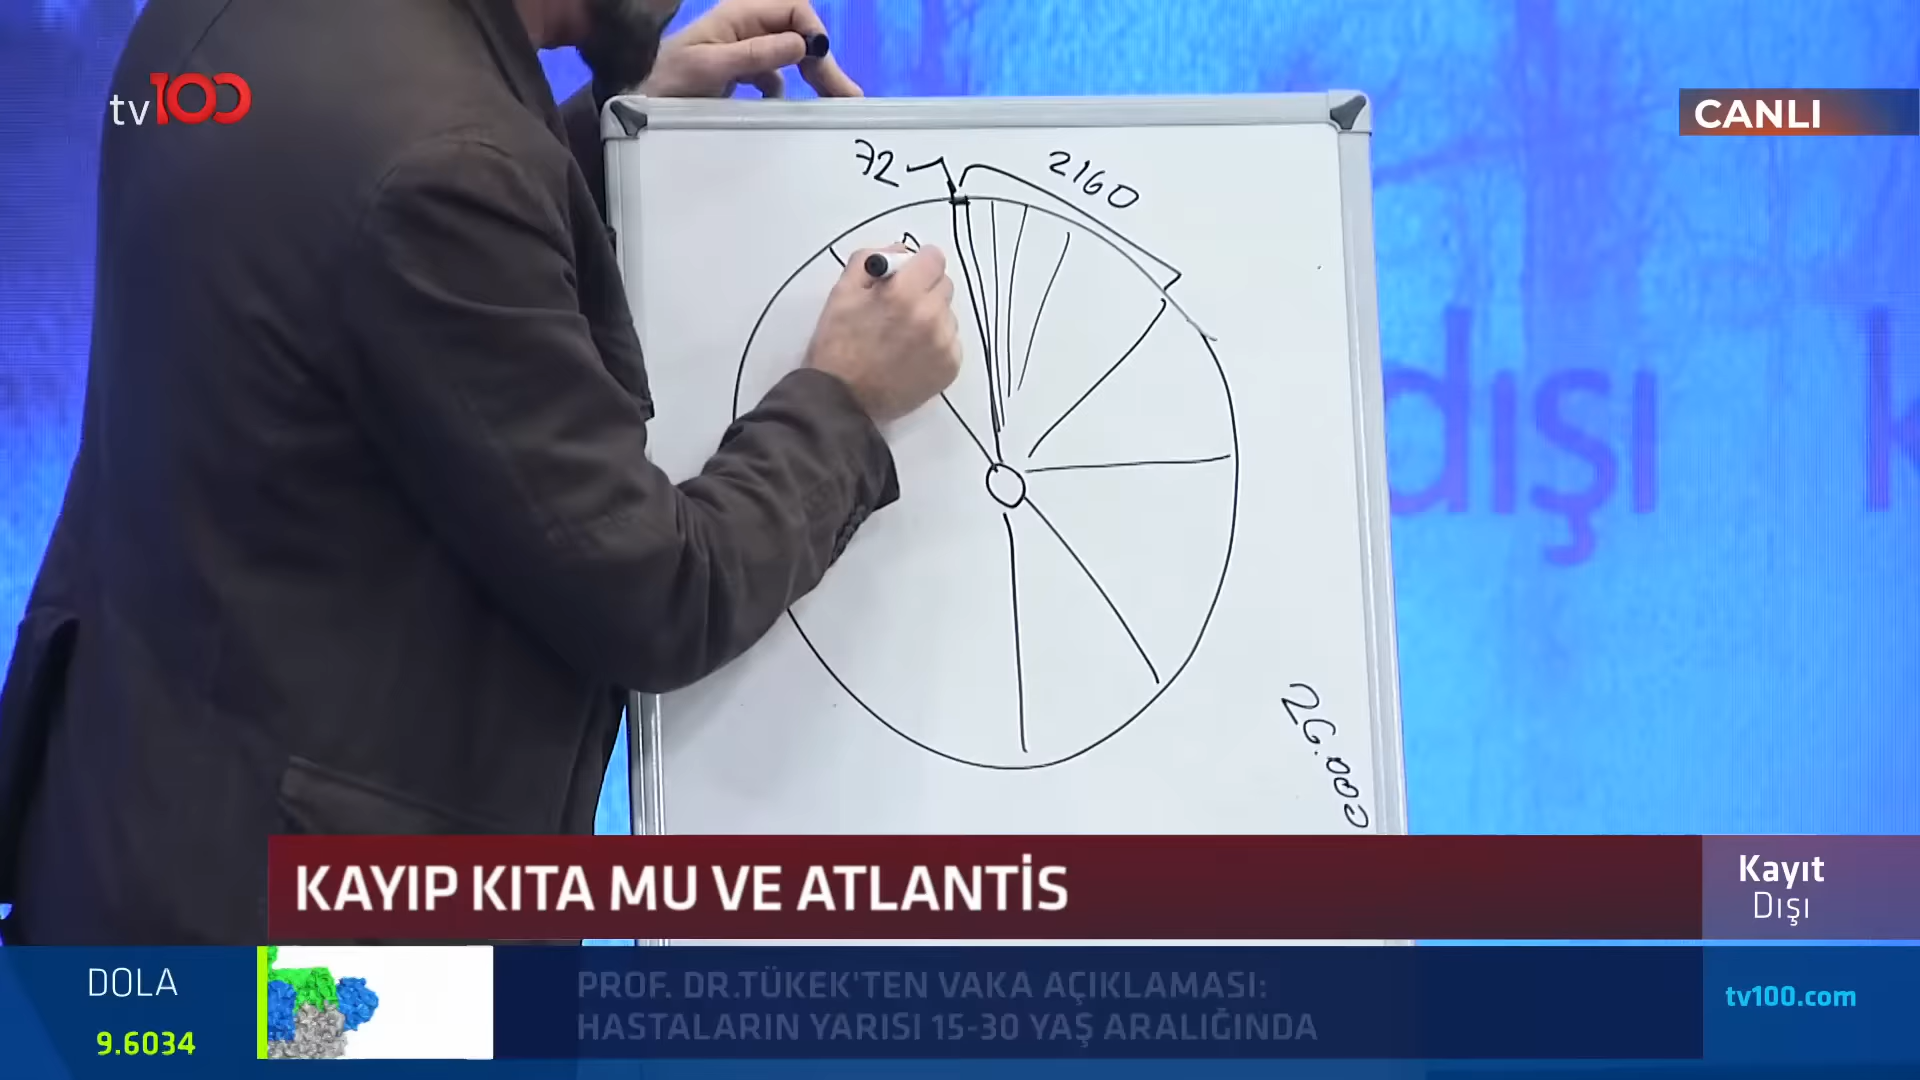 tv100
CANLI
72
2160
26.000
dışı
k
KAYIP KITA MU VE ATLANTİS
Kayıt
Dışı
DOLA
9.6034
PROF. DR.TÜKEK'TEN VAKA AÇIKLAMASI:
HASTALARIN YARISI 15-30 YAŞ ARALIĞINDA
tv100.com